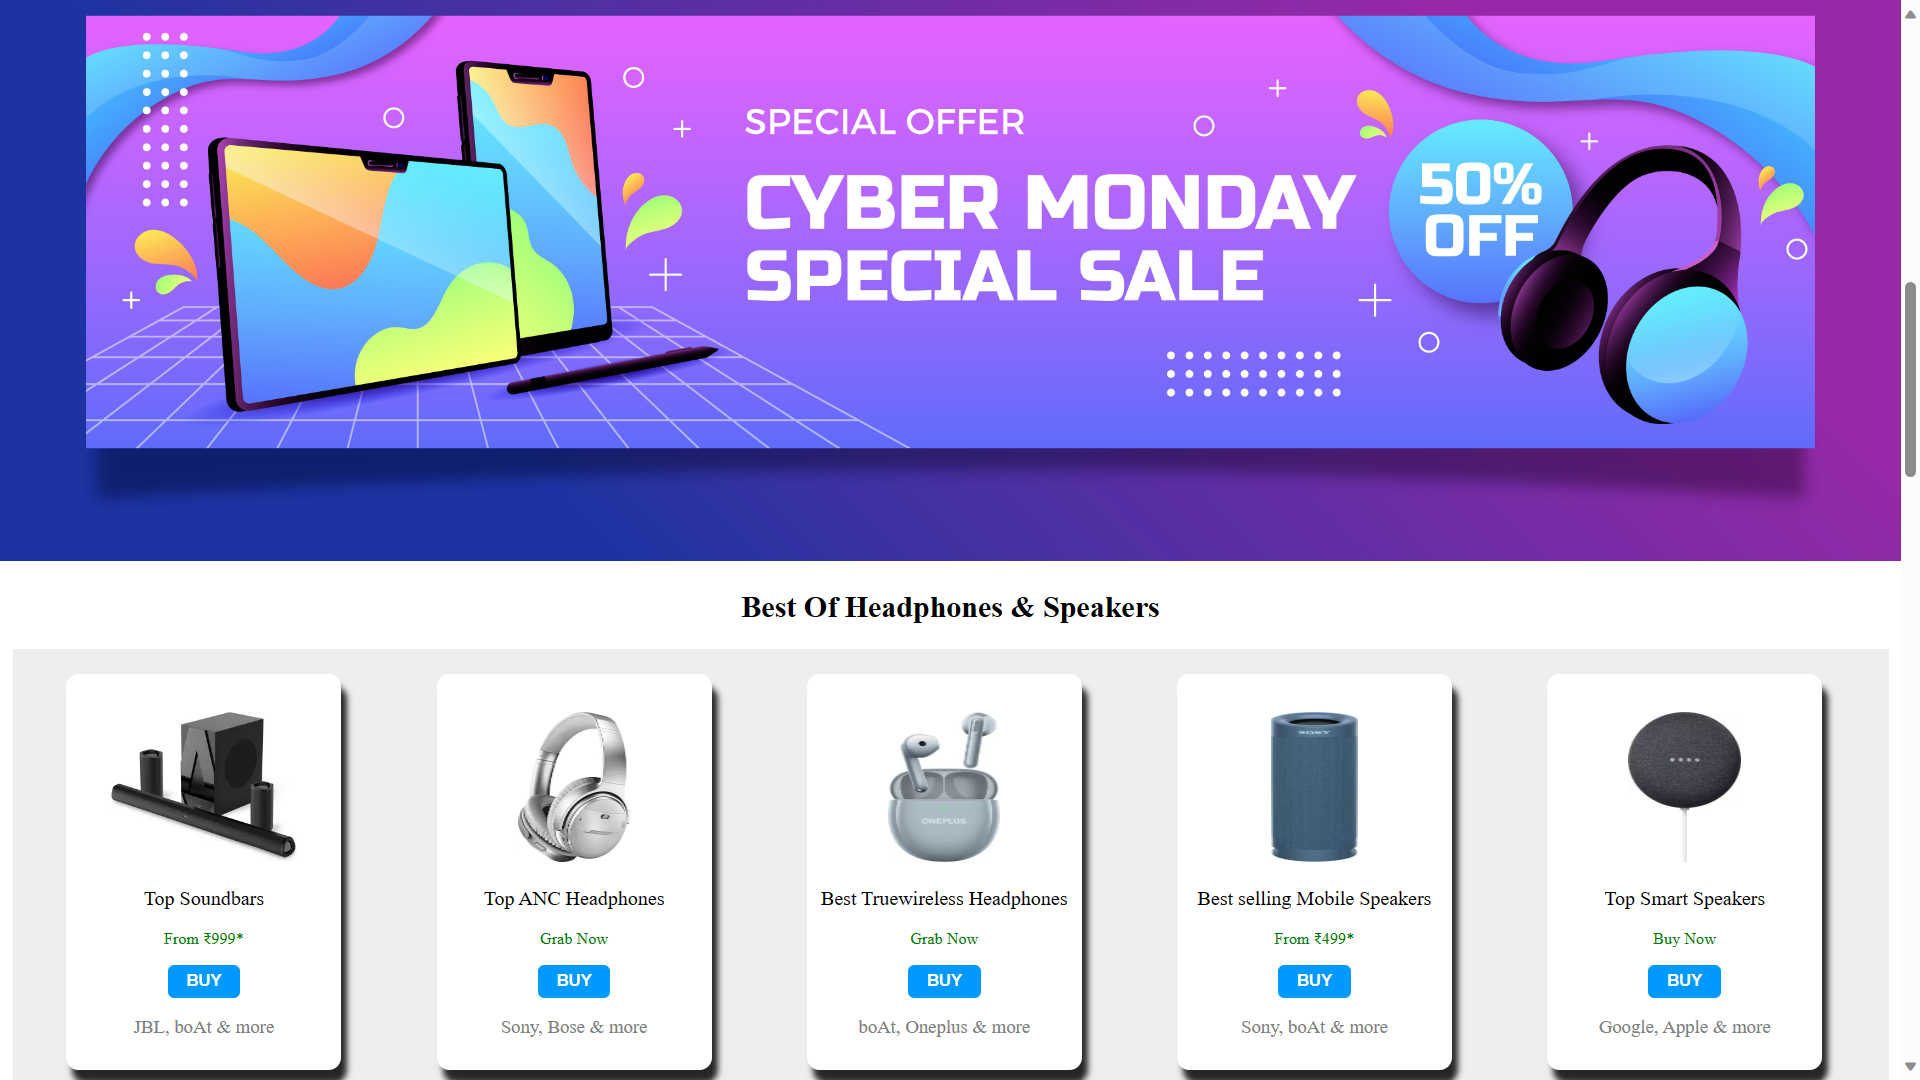 SPECIAL OFFER
CYBER MONDAY
SPECIAL SALE
50%
OFF
Best Of Headphones & Speakers
SONY
ONEPLUS
Top Soundbars
Top ANC Headphones
Best Truewireless Headphones
Best selling Mobile Speakers
Top Smart Speakers
From ₹999*
Grab Now
Grab Now
From ₹499*
Buy Now
BUY
BUY
BUY
BUY
BUY
JBL, boAt & more
Sony, Bose & more
boAt, Oneplus & more
Sony, boAt & more
Google, Apple & more